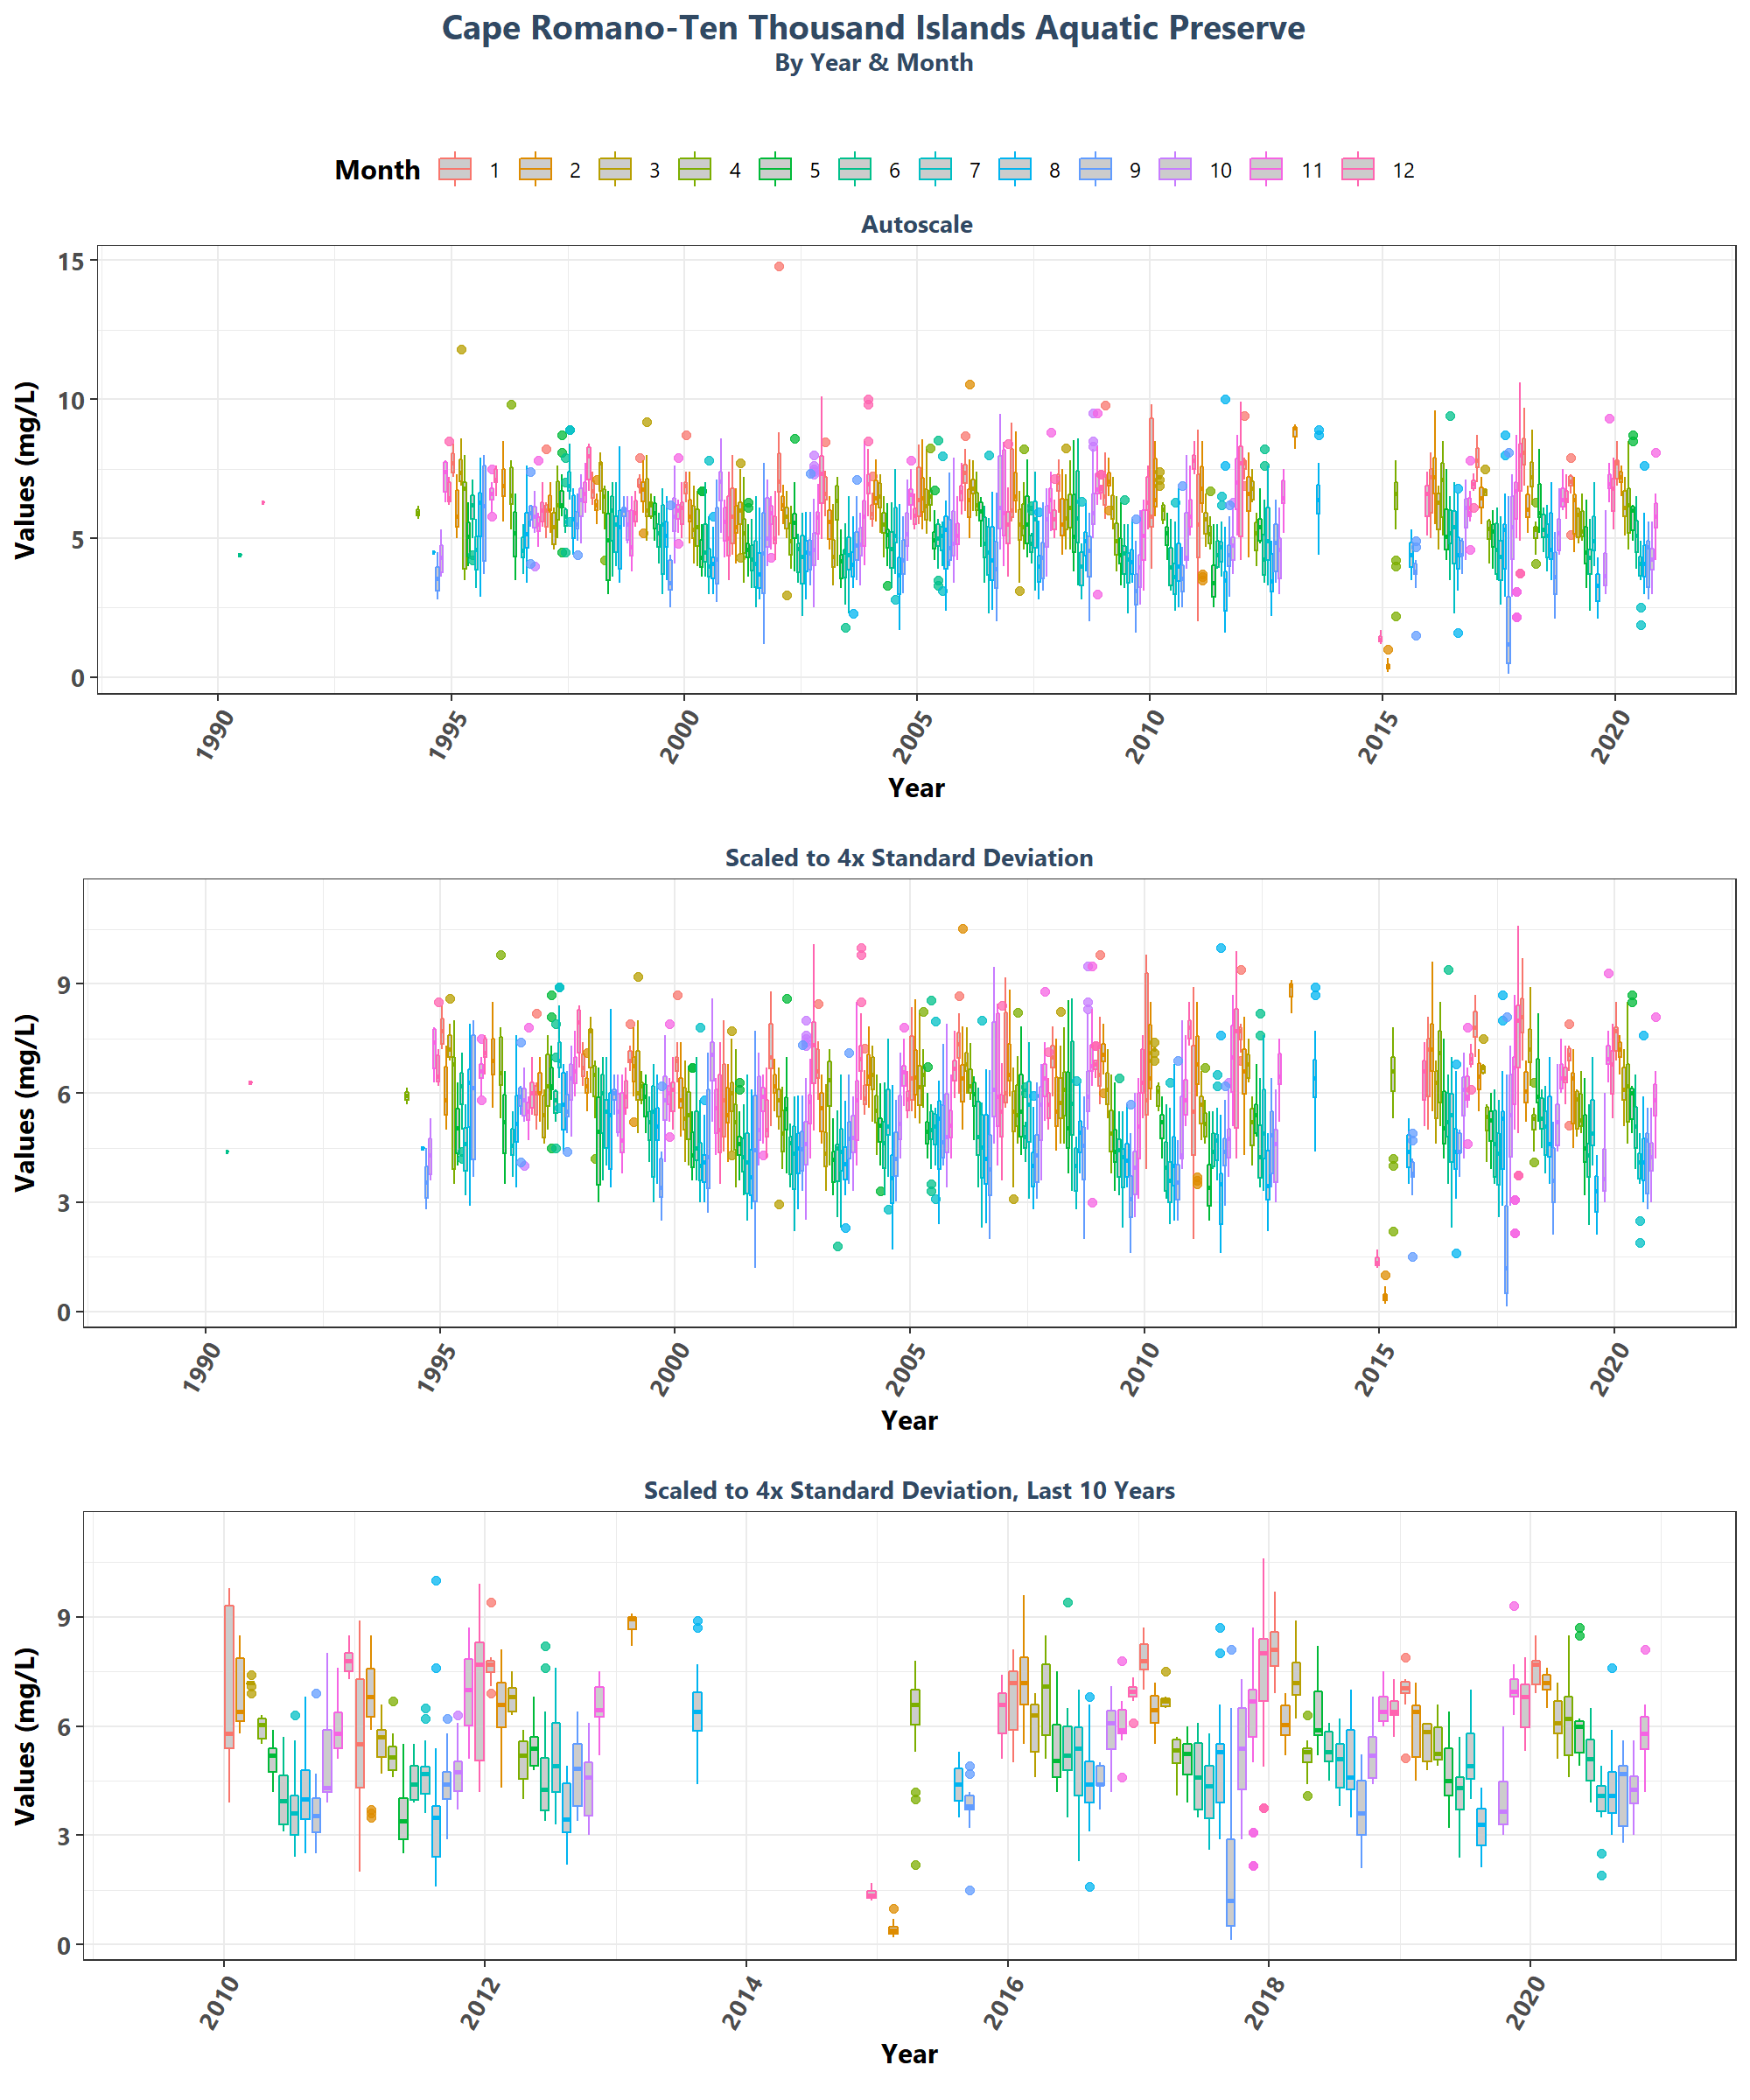 Cape Romano-Ten Thousand Islands Aquatic Preserve
By Year & Month
Month 1 2 3 4 5 6 7 8 9 10 11 12
Autoscale
Values (mg/L)
15
10
5
0
1990 1995 2000 2005 2010 2015 2020
Year
Scaled to 4x Standard Deviation
Values (mg/L)
9
6
3
0
1990 1995 2000 2005 2010 2015 2020
Year
Scaled to 4x Standard Deviation, Last 10 Years
Values (mg/L)
9
6
3
0
2010 2012 2014 2016 2018 2020
Year